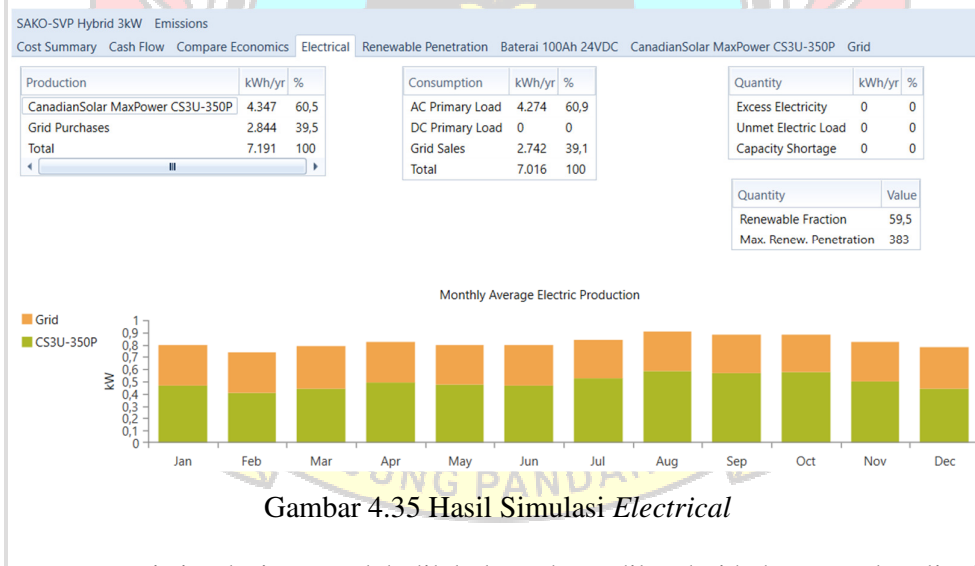 SAKO-SVP Hybrid 3kW Emissions
Cost Summary Cash Flow Compare Economics Electrical Renewable Penetration Baterai 100Ah 24VDC CanadianSolar MaxPower CS3U-350P Grid
Production kWh/yr %
CanadianSolar MaxPower CS3U-350P 4.347 60,5
Grid Purchases 2.844 39,5
Total 7.191 100
Consumption kWh/yr %
AC Primary Load 4.274 60,9
DC Primary Load 0 0
Grid Sales 2.742 39,1
Total 7.016 100
Quantity kWh/yr %
Excess Electricity 0 0
Unmet Electric Load 0 0
Capacity Shortage 0 0
Quantity Value
Renewable Fraction 59,5
Max. Renew. Penetration 383
Monthly Average Electric Production
Grid
CS3U-350P
kW
1
0,9
0,8
0,7
0,6
0,5
0,4
0,3
0,2
0,1
0
Jan Feb Mar Apr May Jun Jul Aug Sep Oct Nov Dec
UNG PAND
Gambar 4.35 Hasil Simulasi Electrical